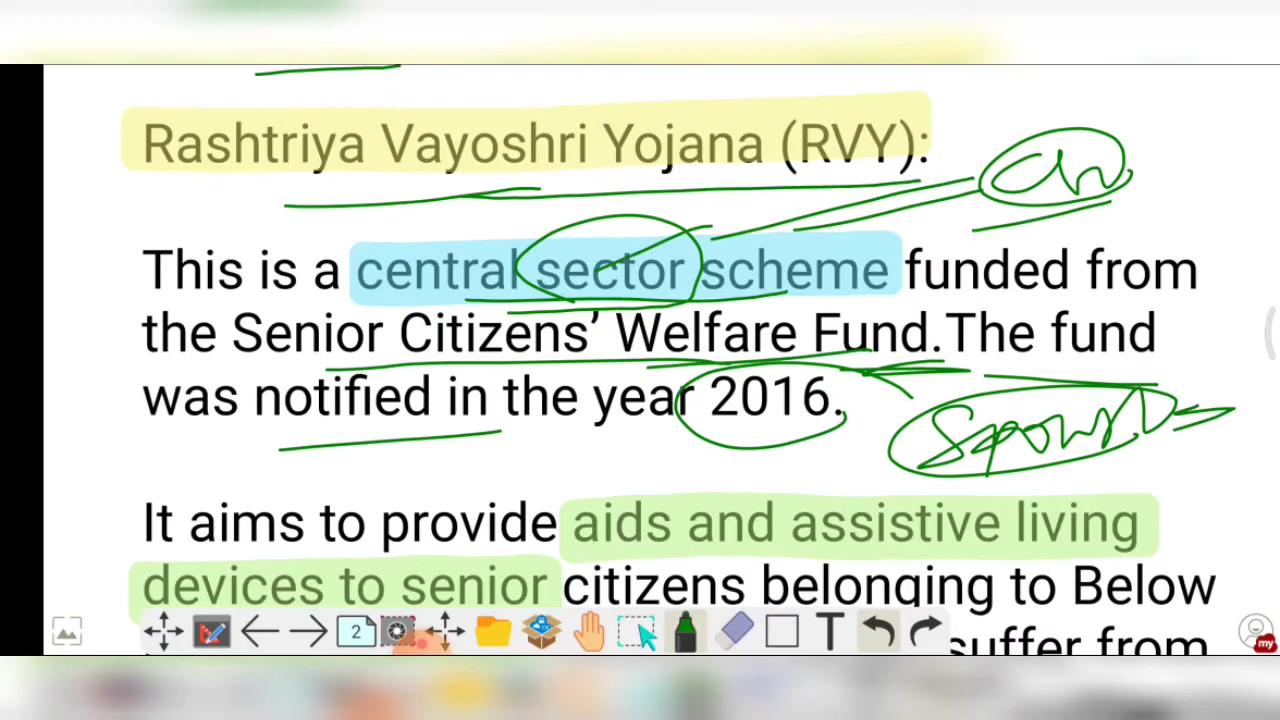 Rashtriya Vayoshri Yojana (RVY):
This is a central sector scheme funded from
the Senior Citizens’ Welfare Fund.The fund
was notified in the year 2016.
It aims to provide aids and assistive living
devices to senior citizens belonging to Below
suffer from
2
T
my